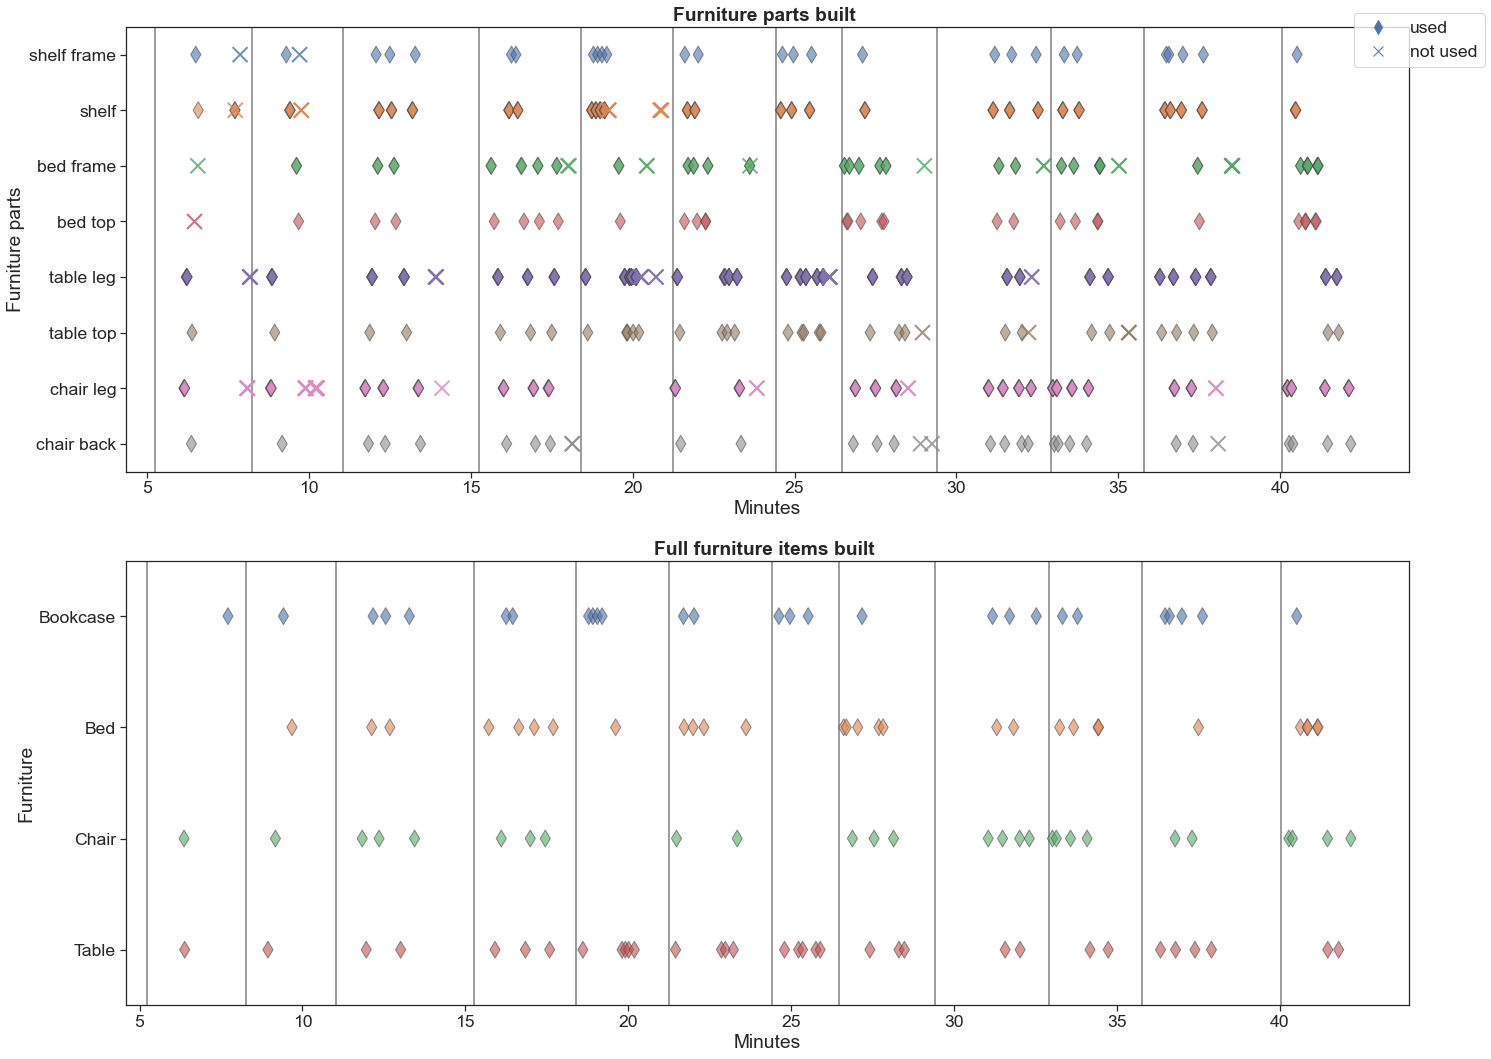 Furniture parts built
used
not used
Furniture parts
shelf frame
shelf
bed frame
bed top
table leg
table top
chair leg
chair back
5 10 15 20 25 30 35 40
Minutes
Full furniture items built
Furniture
Bookcase
Bed
Chair
Table
5 10 15 20 25 30 35 40
Minutes